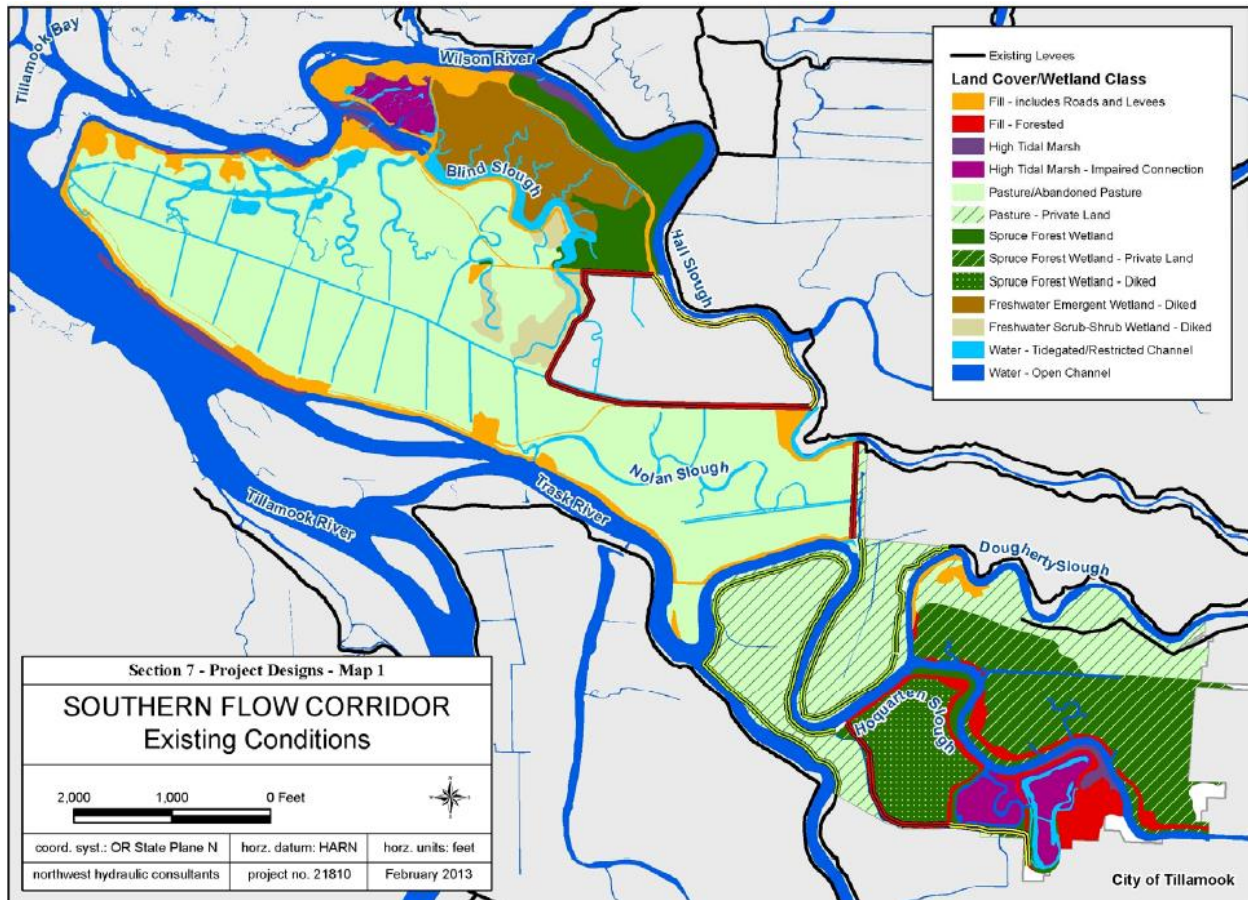 Tillamook Bay
Wilson River
Blind Slough
Hall Slough
Nolan Slough
Trask River
Tillamook River
DoughertySlough
Hoquarten Slough
City of Tillamook
Existing Levees
Land Cover/Wetland Class
Fill - includes Roads and Levees
Fill - Forested
High Tidal Marsh
High Tidal Marsh - Impaired Connection
Pasture/Abandoned Pasture
Pasture - Private Land
Spruce Forest Wetland
Spruce Forest Wetland - Private Land
Spruce Forest Wetland - Diked
Freshwater Emergent Wetland - Diked
Freshwater Scrub-Shrub Wetland - Diked
Water - Tidegated/Restricted Channel
Water - Open Channel
Section 7 - Project Designs - Map 1
SOUTHERN FLOW CORRIDOR
Existing Conditions
2,000 1,000 0 Feet
N
coord. syst.: OR State Plane N horz. datum: HARN horz. units: feet
northwest hydraulic consultants project no. 21810 February 2013